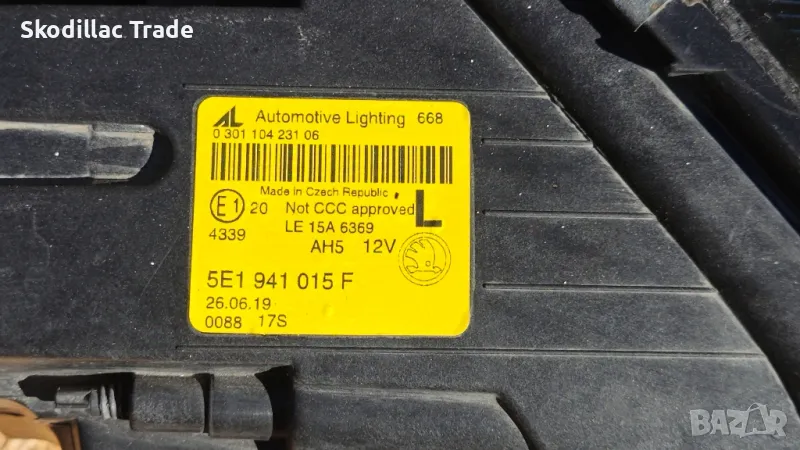 Skodillac Trade
AL Automotive Lighting 668
0 301 104 231 06
Made in Czech Republic
E1 20 Not CCC approved L
4339 LE 15A 6369
AH5 12V
5E1 941 015 F
26.06.19
0088 17S
BAZAR